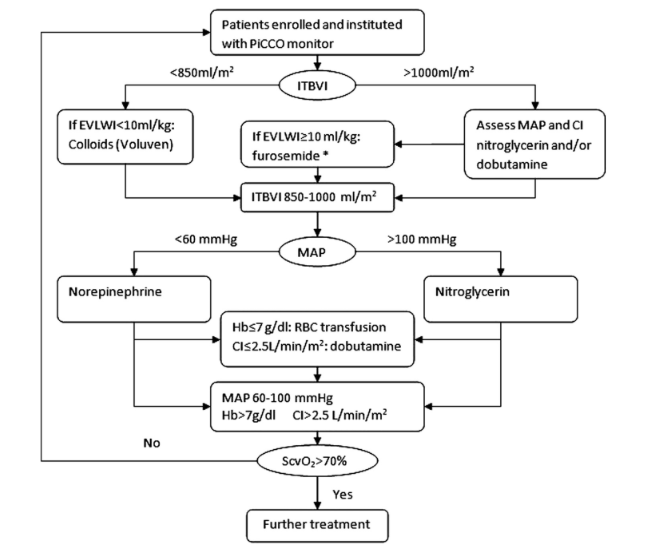 Patients enrolled and instituted
with PiCCO monitor
<850ml/m²
>1000ml/m²
ITBVI
If EVLWI<10ml/kg:
Colloids (Voluven)
If EVLWI≥10 ml/kg:
furosemide *
Assess MAP and CI
nitroglycerin and/or
dobutamine
ITBVI 850-1000 ml/m²
<60 mmHg
>100 mmHg
MAP
Norepinephrine
Nitroglycerin
Hb≤7g/dl: RBC transfusion
CI≤2.5L/min/m²: dobutamine
MAP 60-100 mmHg
Hb>7g/dl CI>2.5 L/min/m²
No
ScvO₂>70%
Yes
Further treatment